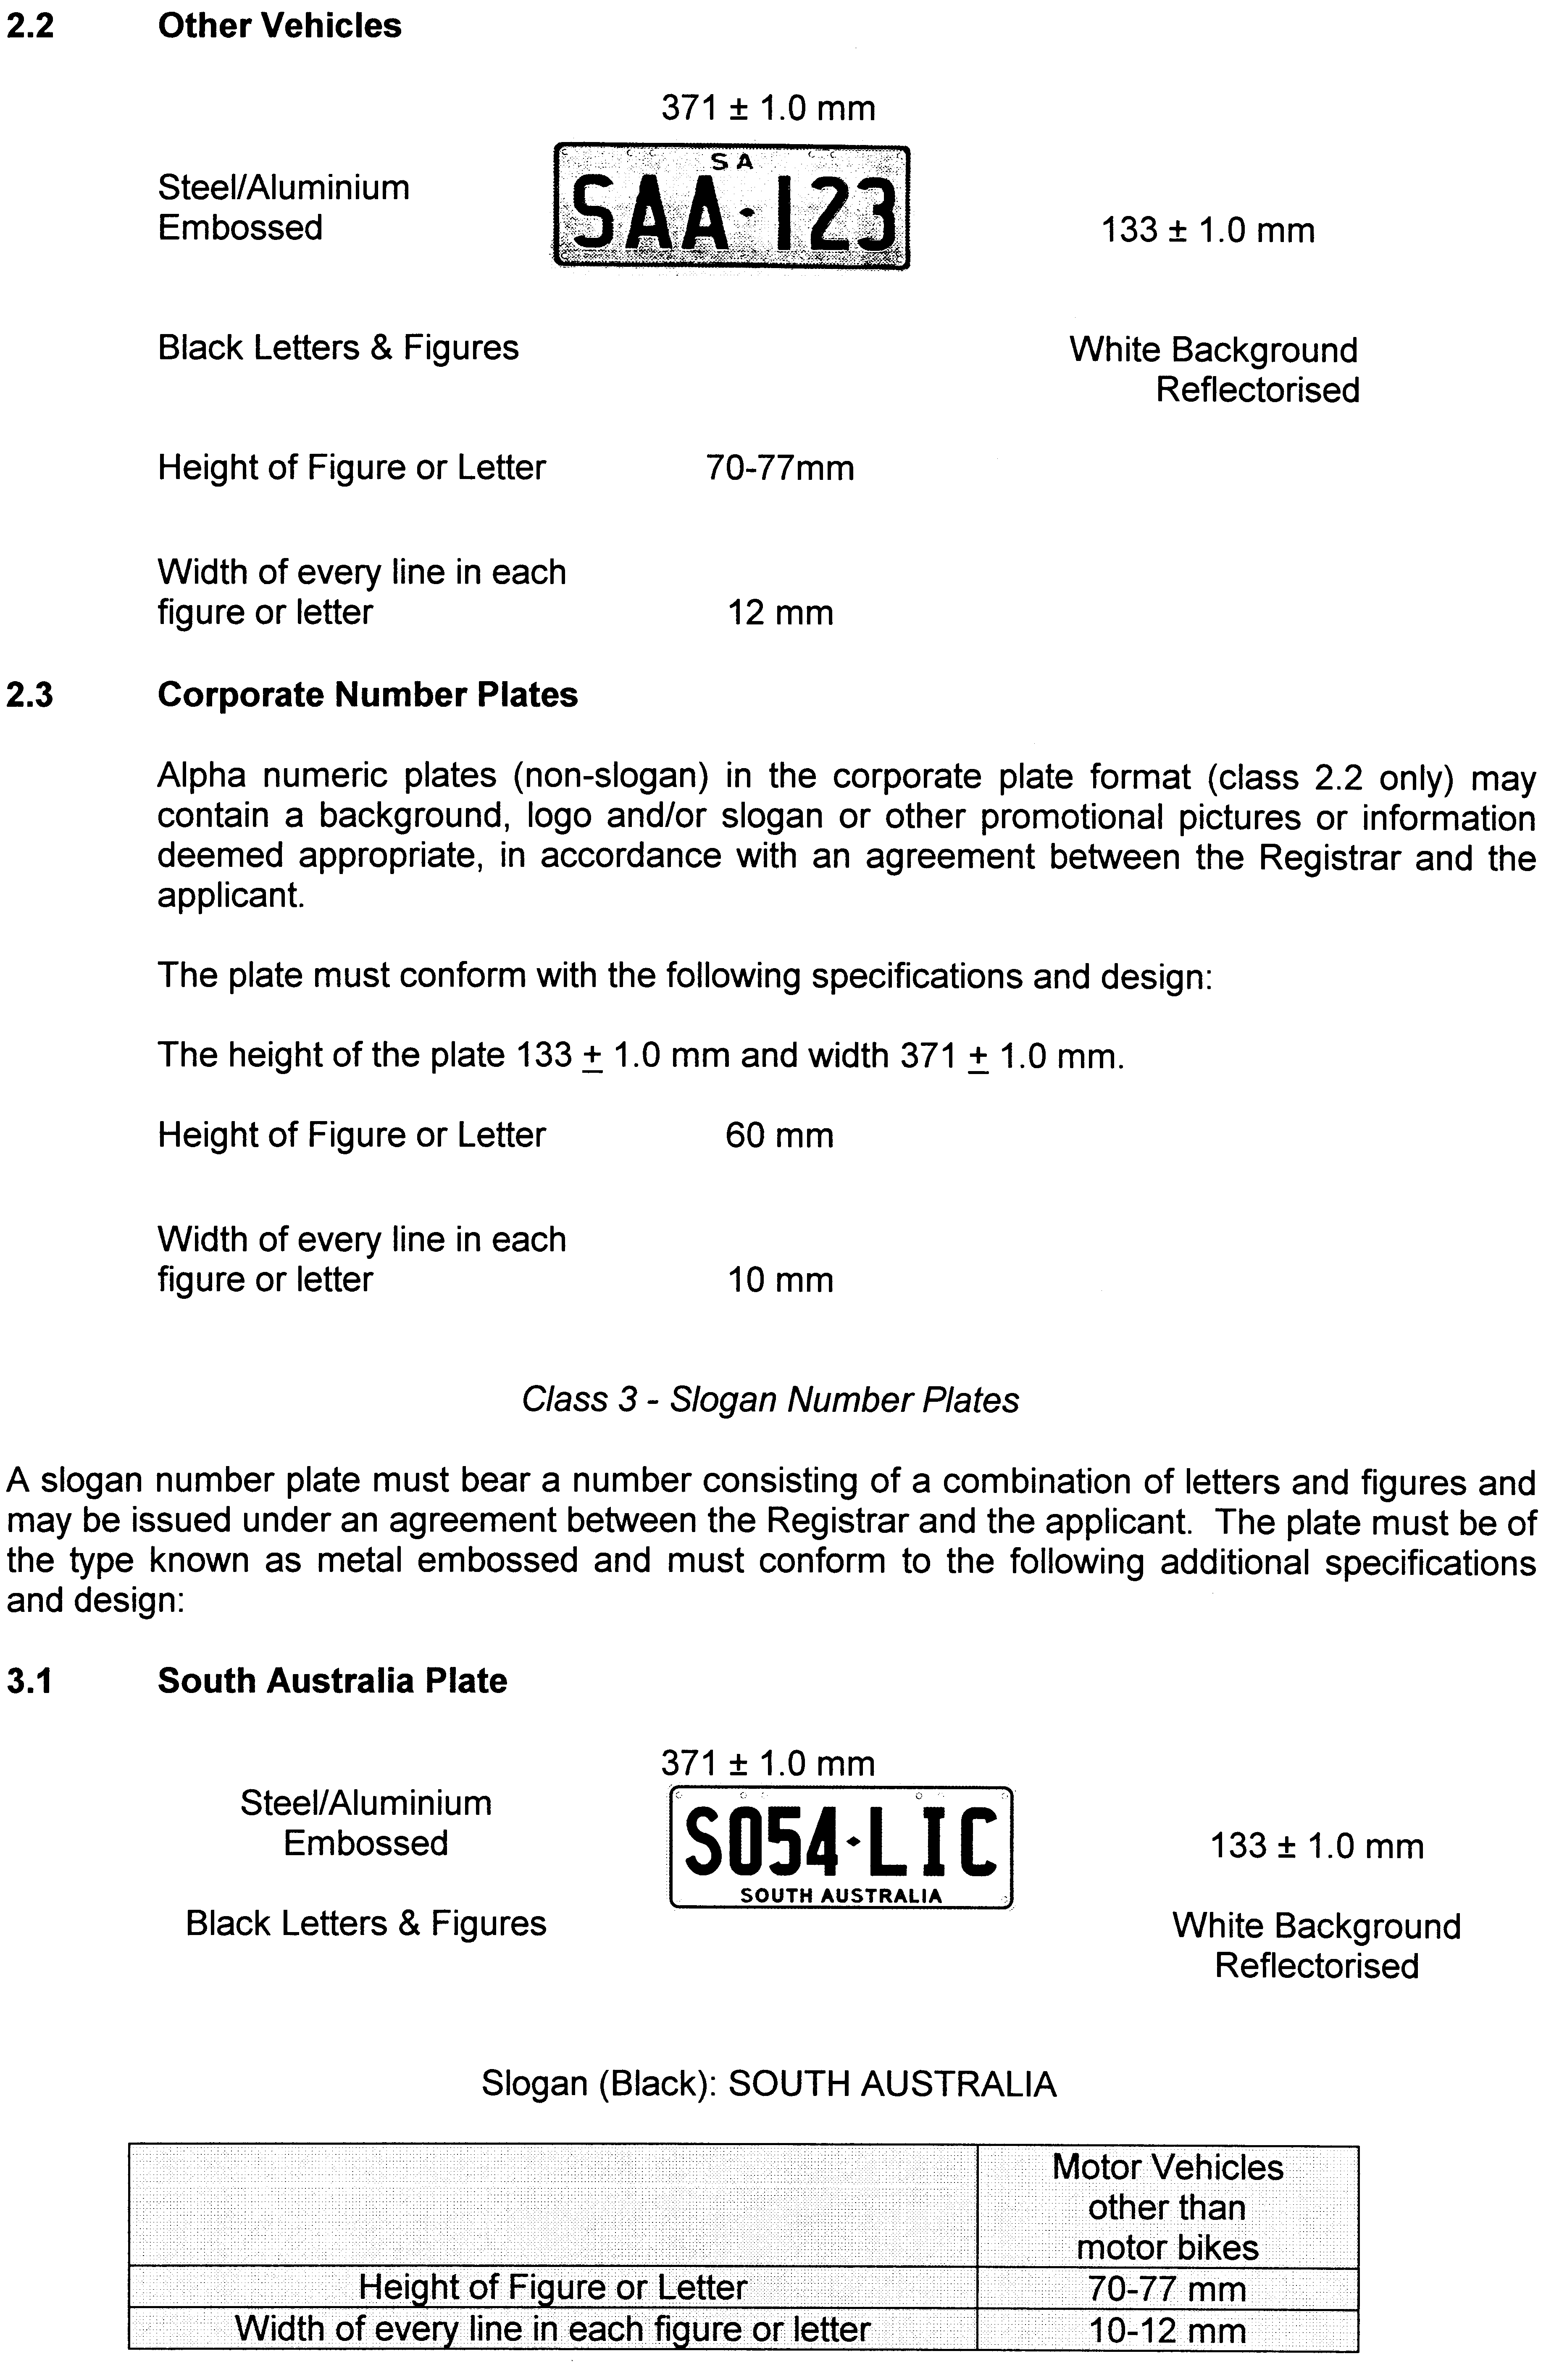 2.2 Other Vehicles
371 ± 1.0 mm
SA
SAA·123
Steel/Aluminium
Embossed
133 ± 1.0 mm
Black Letters & Figures
White Background
Reflectorised
Height of Figure or Letter 70-77mm
Width of every line in each
figure or letter 12 mm
2.3 Corporate Number Plates
Alpha numeric plates (non-slogan) in the corporate plate format (class 2.2 only) may
contain a background, logo and/or slogan or other promotional pictures or information
deemed appropriate, in accordance with an agreement between the Registrar and the
applicant.
The plate must conform with the following specifications and design:
The height of the plate 133 ± 1.0 mm and width 371 ± 1.0 mm.
Height of Figure or Letter 60 mm
Width of every line in each
figure or letter 10 mm
Class 3 - Slogan Number Plates
A slogan number plate must bear a number consisting of a combination of letters and figures and
may be issued under an agreement between the Registrar and the applicant. The plate must be of
the type known as metal embossed and must conform to the following additional specifications
and design:
3.1 South Australia Plate
371 ± 1.0 mm
Steel/Aluminium
Embossed
S054·LIC
SOUTH AUSTRALIA
133 ± 1.0 mm
Black Letters & Figures
White Background
Reflectorised
Slogan (Black): SOUTH AUSTRALIA
Motor Vehicles
other than
motor bikes
Height of Figure or Letter 70-77 mm
Width of every line in each figure or letter 10-12 mm